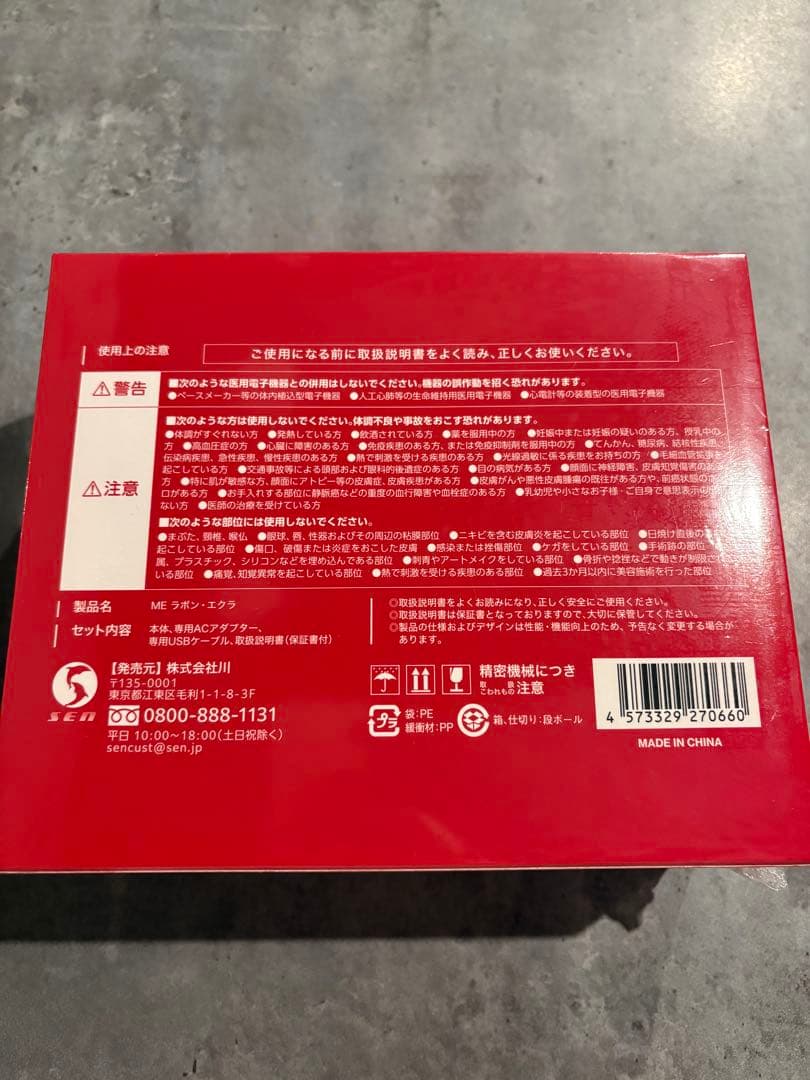 使用上の注意
ご使用になる前に取扱説明書をよく読み、正しくお使いください。
警告
■次のような医用電子機器との併用はしないでください。機器の誤作動を招く恐れがあります。
●ペースメーカー等の体内植込型電子機器 ●人工心肺等の生命維持用医用電子機器 ●心電計等の装着型の医用電子機器
注意
■次のような方は使用しないでください。体調不良や事故をおこす恐れがあります。
●体調がすぐれない方 ●発熱している方 ●飲酒されている方 ●薬を服用中の方 ●妊娠中または妊娠の疑いのある方、授乳中の
方 ●高血圧症の方 ●心臓に障害のある方 ●免疫疾患のある方、または免疫抑制剤を服用中の方 ●てんかん、糖尿病、結核性疾患、
伝染病疾患、急性疾患、慢性疾患のある方 ●熱で刺激を受ける疾患のある方 ●光線過敏に係る疾患をお持ちの方 ●毛細血管拡張を
起こしている方 ●交通事故等による頭部および眼科的後遺症のある方 ●目の病気がある方 ●顔面に神経障害、皮膚知覚障害のある
方 ●特に肌が敏感な方、顔面にアトピー等の皮膚症、皮膚疾患がある方 ●皮膚がんや悪性皮膚腫瘍の既往がある方や、前癌状態のホ
ロがある方 ●お手入れする部位に静脈癌などの重度の血行障害や血栓症のある方 ●乳幼児や小さなお子様・ご自身で意思表示の
ない方 ●医師の治療を受けている方
■次のような部位には使用しないでください。
●まぶた、頸椎、喉仏 ●眼球、唇、性器およびその周辺の粘膜部位 ●ニキビを含む皮膚炎を起こしている部位 ●日焼け直後の
起こしている部位 ●傷口、破傷または炎症をおこした皮膚 ●感染または挫傷部位 ●ケガをしている部位 ●手術跡の部位
属、プラスチック、シリコンなどを埋め込んである部位 ●刺青やアートメイクをしている部位 ●骨折や捻挫などで動きが制限され
いる部位 ●痛覚、知覚異常を起こしている部位 ●熱で刺激を受ける疾患のある部位 ●過去3か月以内に美容施術を行った部位
製品名 ME ラボン・エクラ
セット内容 本体、専用ACアダプター、
専用USBケーブル、取扱説明書（保証書付）
○取扱説明書をよくお読みになり、正しく安全にご使用ください。
○取扱説明書は保証書となっておりますので、大切に保管してください。
○製品の仕様およびデザインは性能・機能向上のため、予告なく変更する場合が
あります。
SEN
【発売元】株式会社川
〒135-0001
東京都江東区毛利1-1-8-3F
0800-888-1131
平日 10:00〜18:00（土日祝除く）
sencust@sen.jp
精密機械につき
取扱注意
こわれもの
プラ
袋：PE
緩衝材：PP
箱、仕切り：段ボール
4 573329 270660
MADE IN CHINA